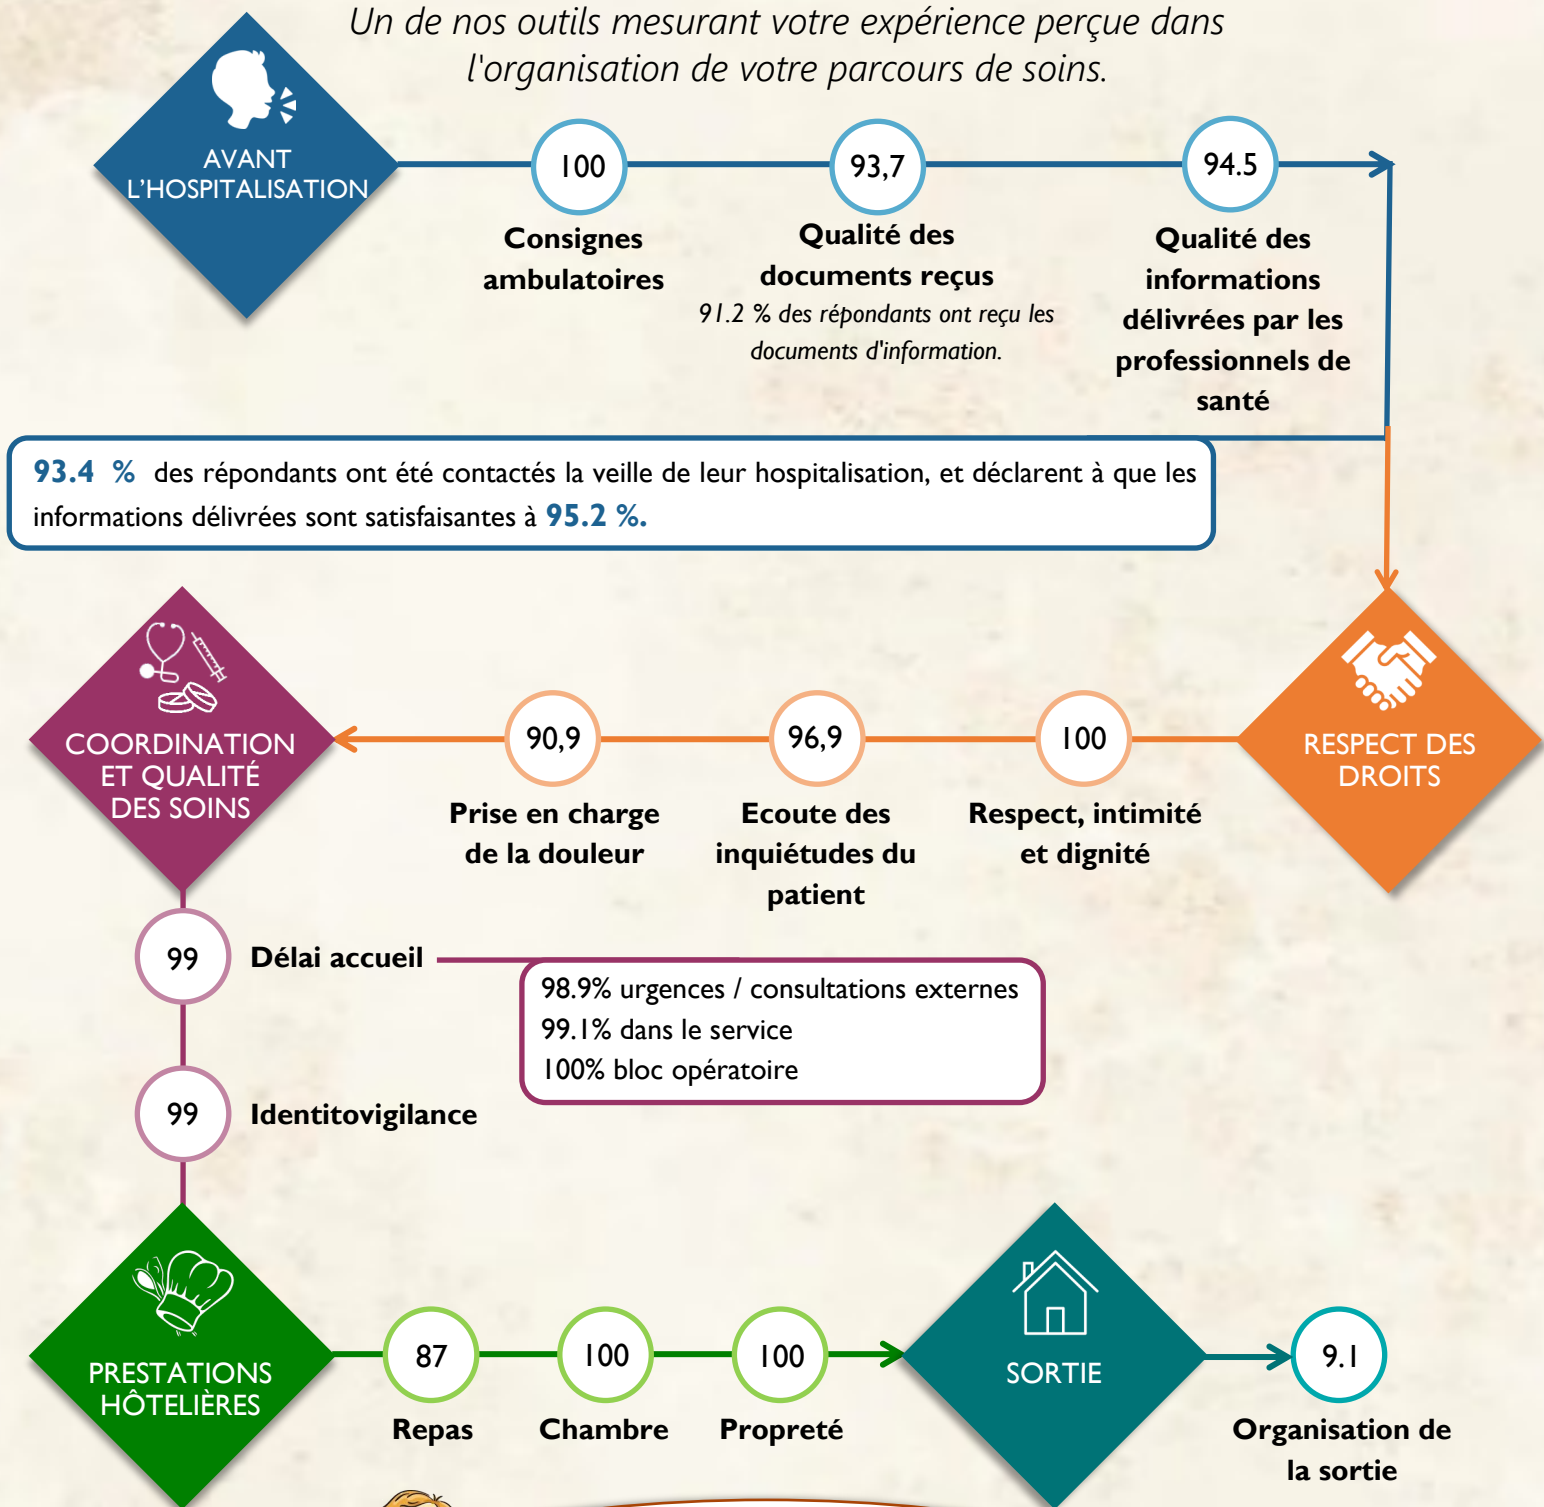 Un de nos outils mesurant votre expérience perçue dans
l'organisation de votre parcours de soins.
AVANT
L'HOSPITALISATION
100
Consignes
ambulatoires
93,7
Qualité des
documents reçus
91.2 % des répondants ont reçu les
documents d'information.
94.5
Qualité des
informations
délivrées par les
professionnels de
santé
93.4 % des répondants ont été contactés la veille de leur hospitalisation, et déclarent à que les
informations délivrées sont satisfaisantes à 95.2 %.
RESPECT DES
DROITS
100
Respect, intimité
et dignité
96,9
Ecoute des
inquiétudes du
patient
90,9
Prise en charge
de la douleur
COORDINATION
ET QUALITÉ
DES SOINS
99
Délai accueil
98.9% urgences / consultations externes
99.1% dans le service
100% bloc opératoire
99
Identitovigilance
PRESTATIONS
HÔTELIÈRES
87
Repas
100
Chambre
100
Propreté
SORTIE
9.1
Organisation de
la sortie